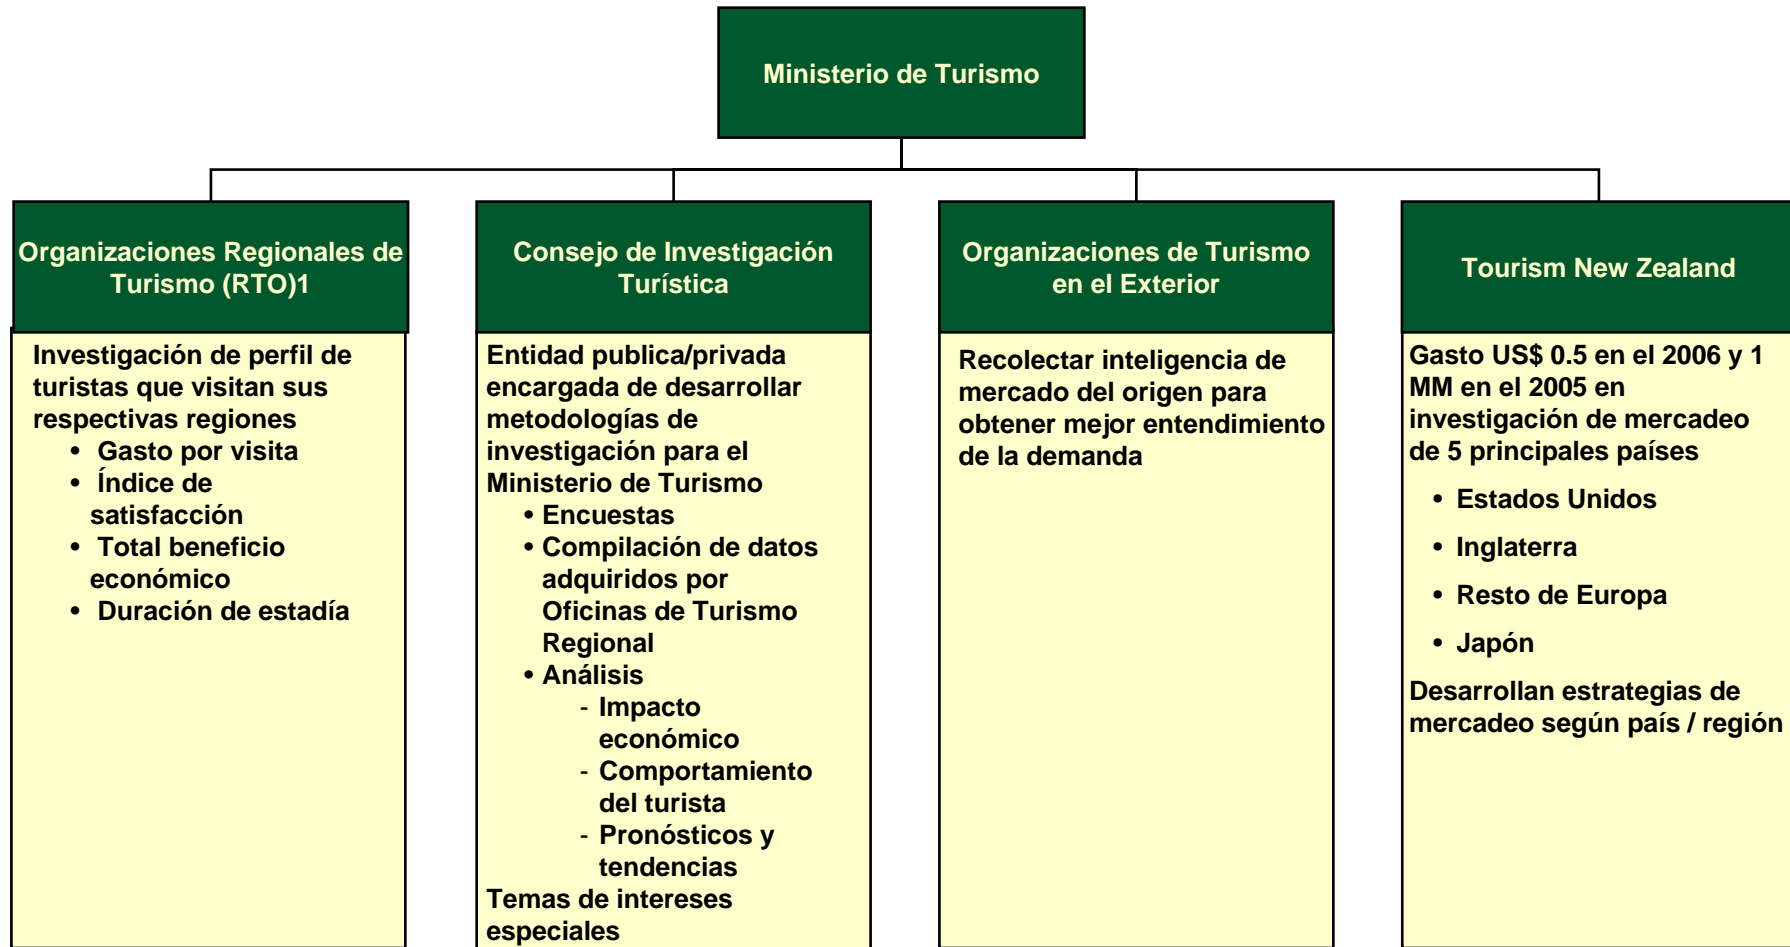 Ministerio de Turismo
Organizaciones Regionales de
Turismo (RTO)1
Investigación de perfil de
turistas que visitan sus
respectivas regiones
• Gasto por visita
• Índice de
satisfacción
• Total beneficio
económico
• Duración de estadía
Consejo de Investigación
Turística
Entidad publica/privada
encargada de desarrollar
metodologías de
investigación para el
Ministerio de Turismo
• Encuestas
• Compilación de datos
adquiridos por
Oficinas de Turismo
Regional
• Análisis
- Impacto
económico
- Comportamiento
del turista
- Pronósticos y
tendencias
Temas de intereses
especiales
Organizaciones de Turismo
en el Exterior
Recolectar inteligencia de
mercado del origen para
obtener mejor entendimiento
de la demanda
Tourism New Zealand
Gasto US$ 0.5 en el 2006 y 1
MM en el 2005 en
investigación de mercadeo
de 5 principales países
• Estados Unidos
• Inglaterra
• Resto de Europa
• Japón
Desarrollan estrategias de
mercadeo según país / región